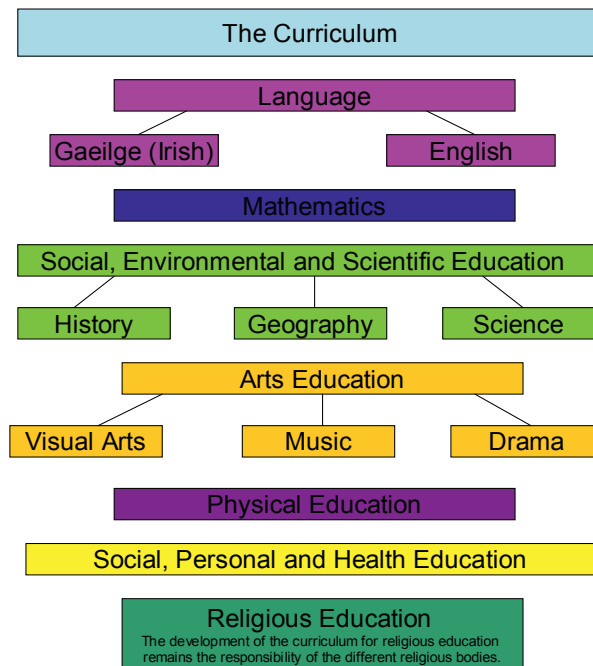 The Curriculum
Language
Gaeilge (Irish)
English
Mathematics
Social, Environmental and Scientific Education
History
Geography
Science
Arts Education
Visual Arts
Music
Drama
Physical Education
Social, Personal and Health Education
Religious Education
The development of the curriculum for religious education
remains the responsibility of the different religious bodies.